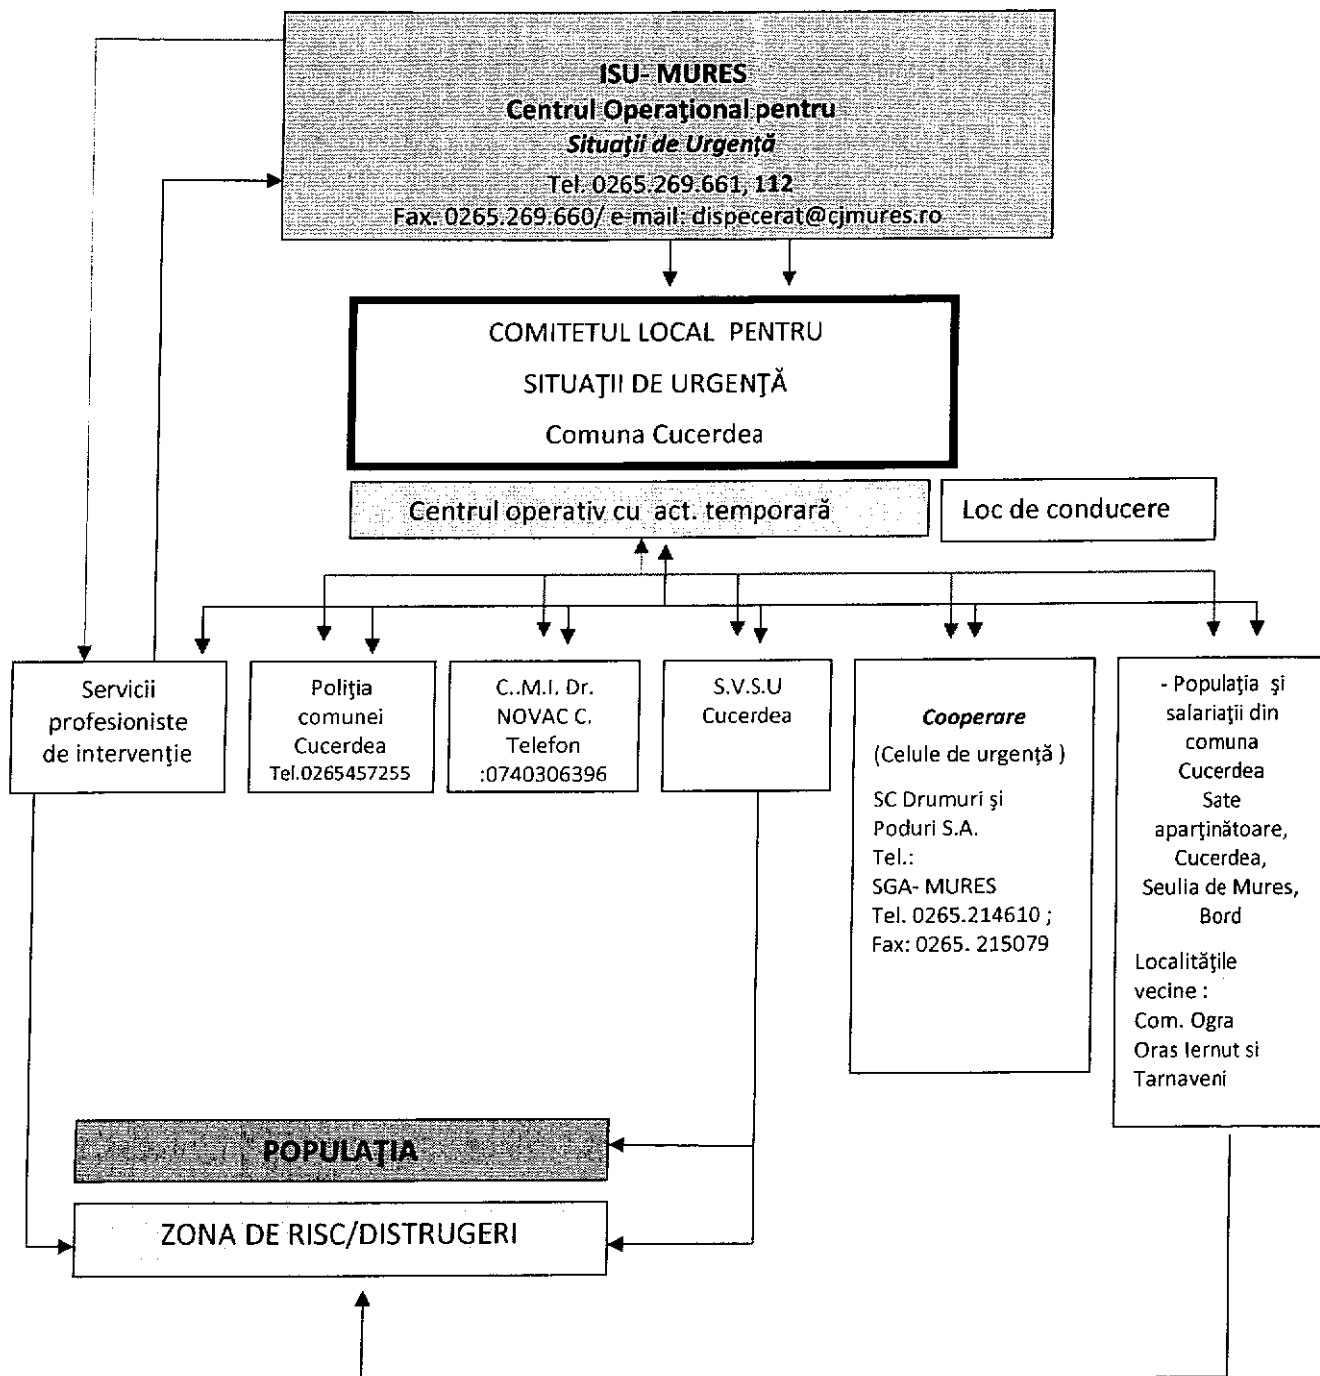 ISU- MURES
Centrul Operaţional pentru
Situaţii de Urgenţă
Tel. 0265.269.661, 112
Fax. 0265.269.660/ e-mail: dispecerat@cjmures.ro
COMITETUL LOCAL PENTRU
SITUAŢII DE URGENŢĂ
Comuna Cucerdea
Centrul operativ cu act. temporară
Loc de conducere
Servicii
profesioniste
de intervenţie
Poliţia
comunei
Cucerdea
Tel.0265457255
C..M.I. Dr.
NOVAC C.
Telefon
:0740306396
S.V.S.U
Cucerdea
Cooperare
(Celule de urgenţă )
SC Drumuri şi
Poduri S.A.
Tel.:
SGA- MURES
Tel. 0265.214610 ;
Fax: 0265. 215079
- Populaţia şi
salariaţii din
comuna
Cucerdea
Sate
aparţinătoare,
Cucerdea,
Seulia de Mures,
Bord
Localităţile
vecine :
Com. Ogra
Oras Iernut si
Tarnaveni
POPULAŢIA
ZONA DE RISC/DISTRUGERI